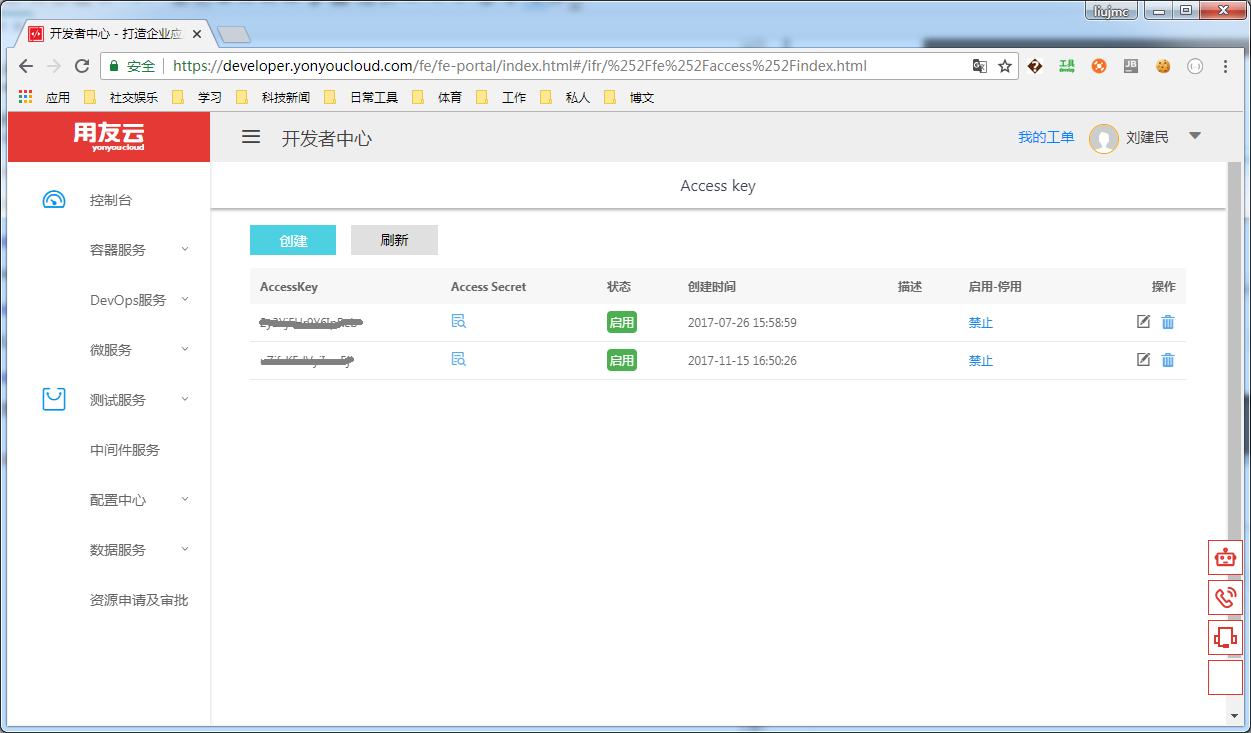 liujmc
开发者中心 - 打造企业应
安全 https://developer.yonyoucloud.com/fe/fe-portal/index.html#/ifr/%252Ffe%252Faccess%252Findex.html
工具
JB
应用 社交娱乐 学习 科技新闻 日常工具 体育 工作 私人 博文
用友云
yonyoucloud
开发者中心
我的工单 刘建民
Access key
控制台
容器服务
DevOps服务
微服务
测试服务
中间件服务
配置中心
数据服务
资源申请及审批
创建 刷新
AccessKey Access Secret 状态 创建时间 描述 启用-停用 操作
启用 2017-07-26 15:58:59 禁止
启用 2017-11-15 16:50:26 禁止